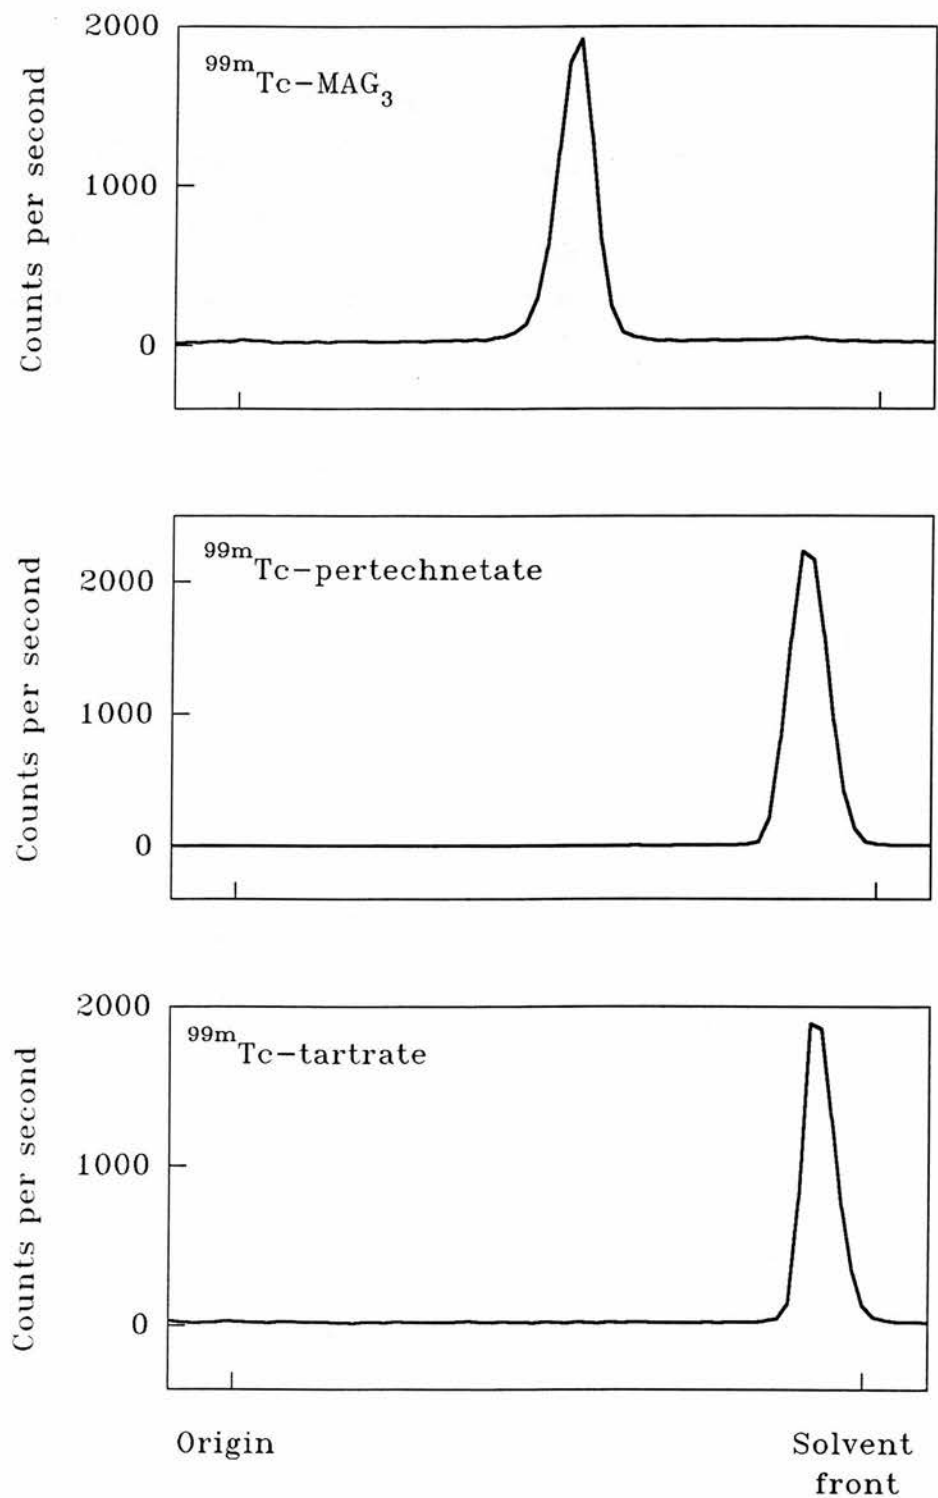 2000
⁹⁹ᵐTc-MAG₃
1000
0
Counts per second
⁹⁹ᵐTc-pertechnetate
2000
1000
0
Counts per second
2000
⁹⁹ᵐTc-tartrate
1000
0
Counts per second
Origin
Solvent
front